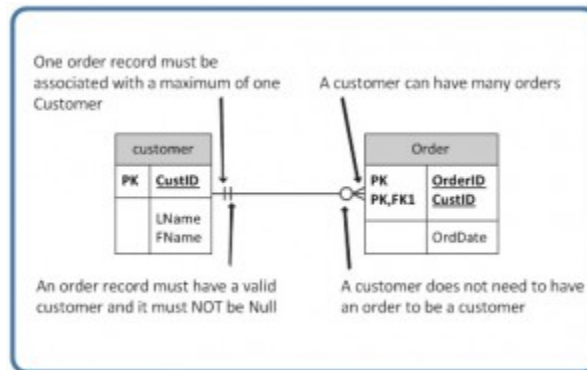 One order record must be
associated with a maximum of one
Customer
A customer can have many orders
customer
PK CustID
LName
FName
Order
PK OrderID
PK,FK1 CustID
OrdDate
An order record must have a valid
customer and it must NOT be Null
A customer does not need to have
an order to be a customer